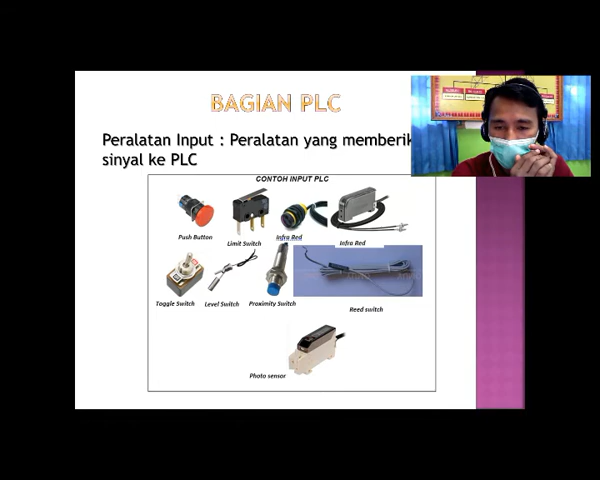 BAGIAN PLC
Peralatan Input : Peralatan yang memberik
sinyal ke PLC
CONTOH INPUT PLC
Push Button
Limit Switch
Infra Red
Infra Red
Toggle Switch
Level Switch
Proximity Switch
Reed switch
Photo sensor